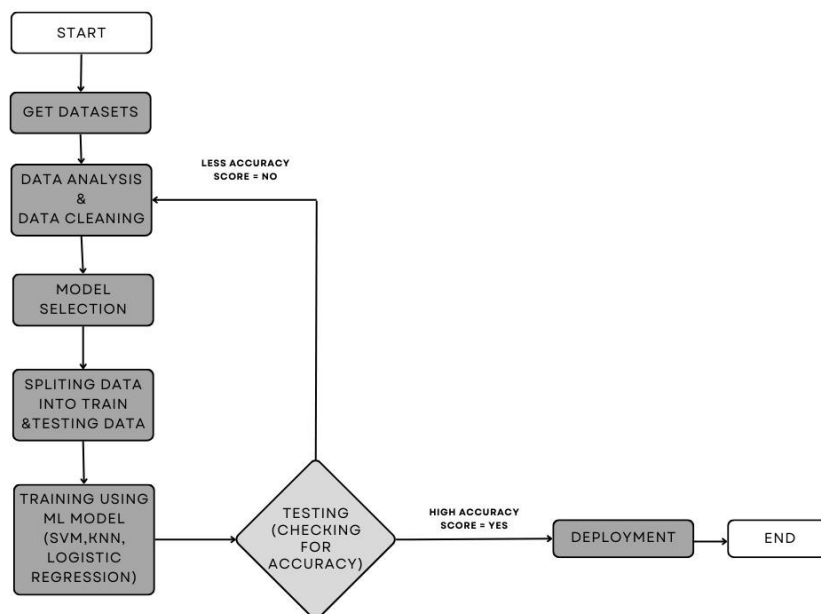 START
GET DATASETS
LESS ACCURACY
SCORE = NO
DATA ANALYSIS
&
DATA CLEANING
MODEL
SELECTION
SPLITING DATA
INTO TRAIN
&TESTING DATA
TRAINING USING
ML MODEL
(SVM,KNN,
LOGISTIC
REGRESSION)
TESTING
(CHECKING
FOR
ACCURACY)
HIGH ACCURACY
SCORE = YES
DEPLOYMENT
END